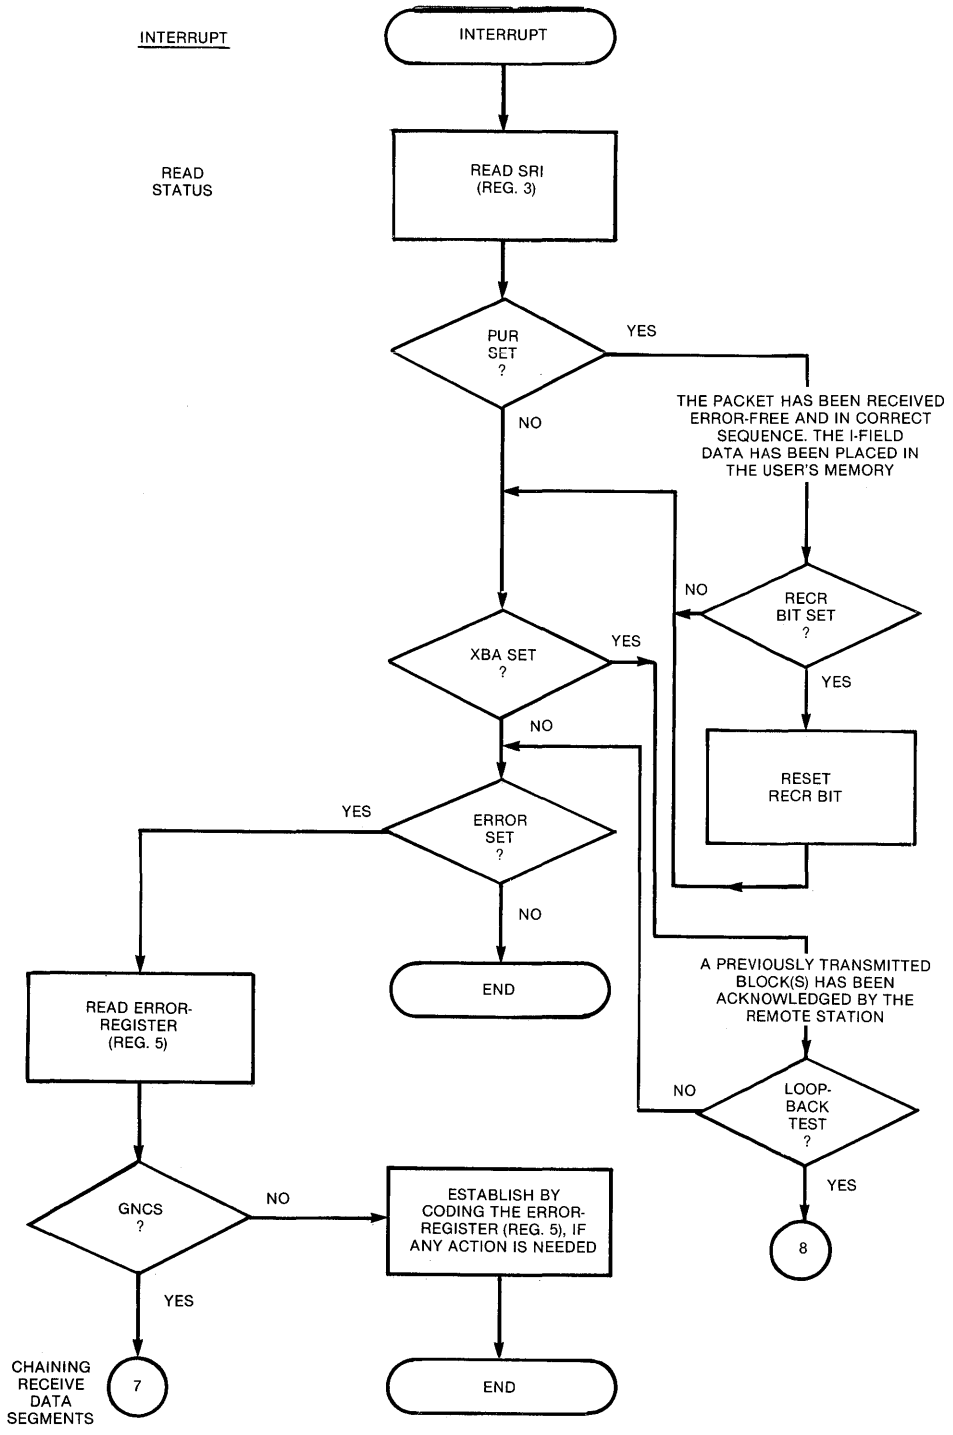 INTERRUPT
INTERRUPT
READ
STATUS
READ SRI
(REG. 3)
PUR
SET
?
YES
NO
THE PACKET HAS BEEN RECEIVED
ERROR-FREE AND IN CORRECT
SEQUENCE. THE I-FIELD
DATA HAS BEEN PLACED IN
THE USER'S MEMORY
RECR
BIT SET
?
NO
YES
RESET
RECR BIT
XBA SET
?
YES
NO
ERROR
SET
?
YES
NO
END
A PREVIOUSLY TRANSMITTED
BLOCK(S) HAS BEEN
ACKNOWLEDGED BY THE
REMOTE STATION
LOOP-
BACK
TEST
?
NO
YES
8
READ ERROR-
REGISTER
(REG. 5)
GNCS
?
NO
YES
ESTABLISH BY
CODING THE ERROR-
REGISTER (REG. 5), IF
ANY ACTION IS NEEDED
END
CHAINING
RECEIVE
DATA
SEGMENTS
7